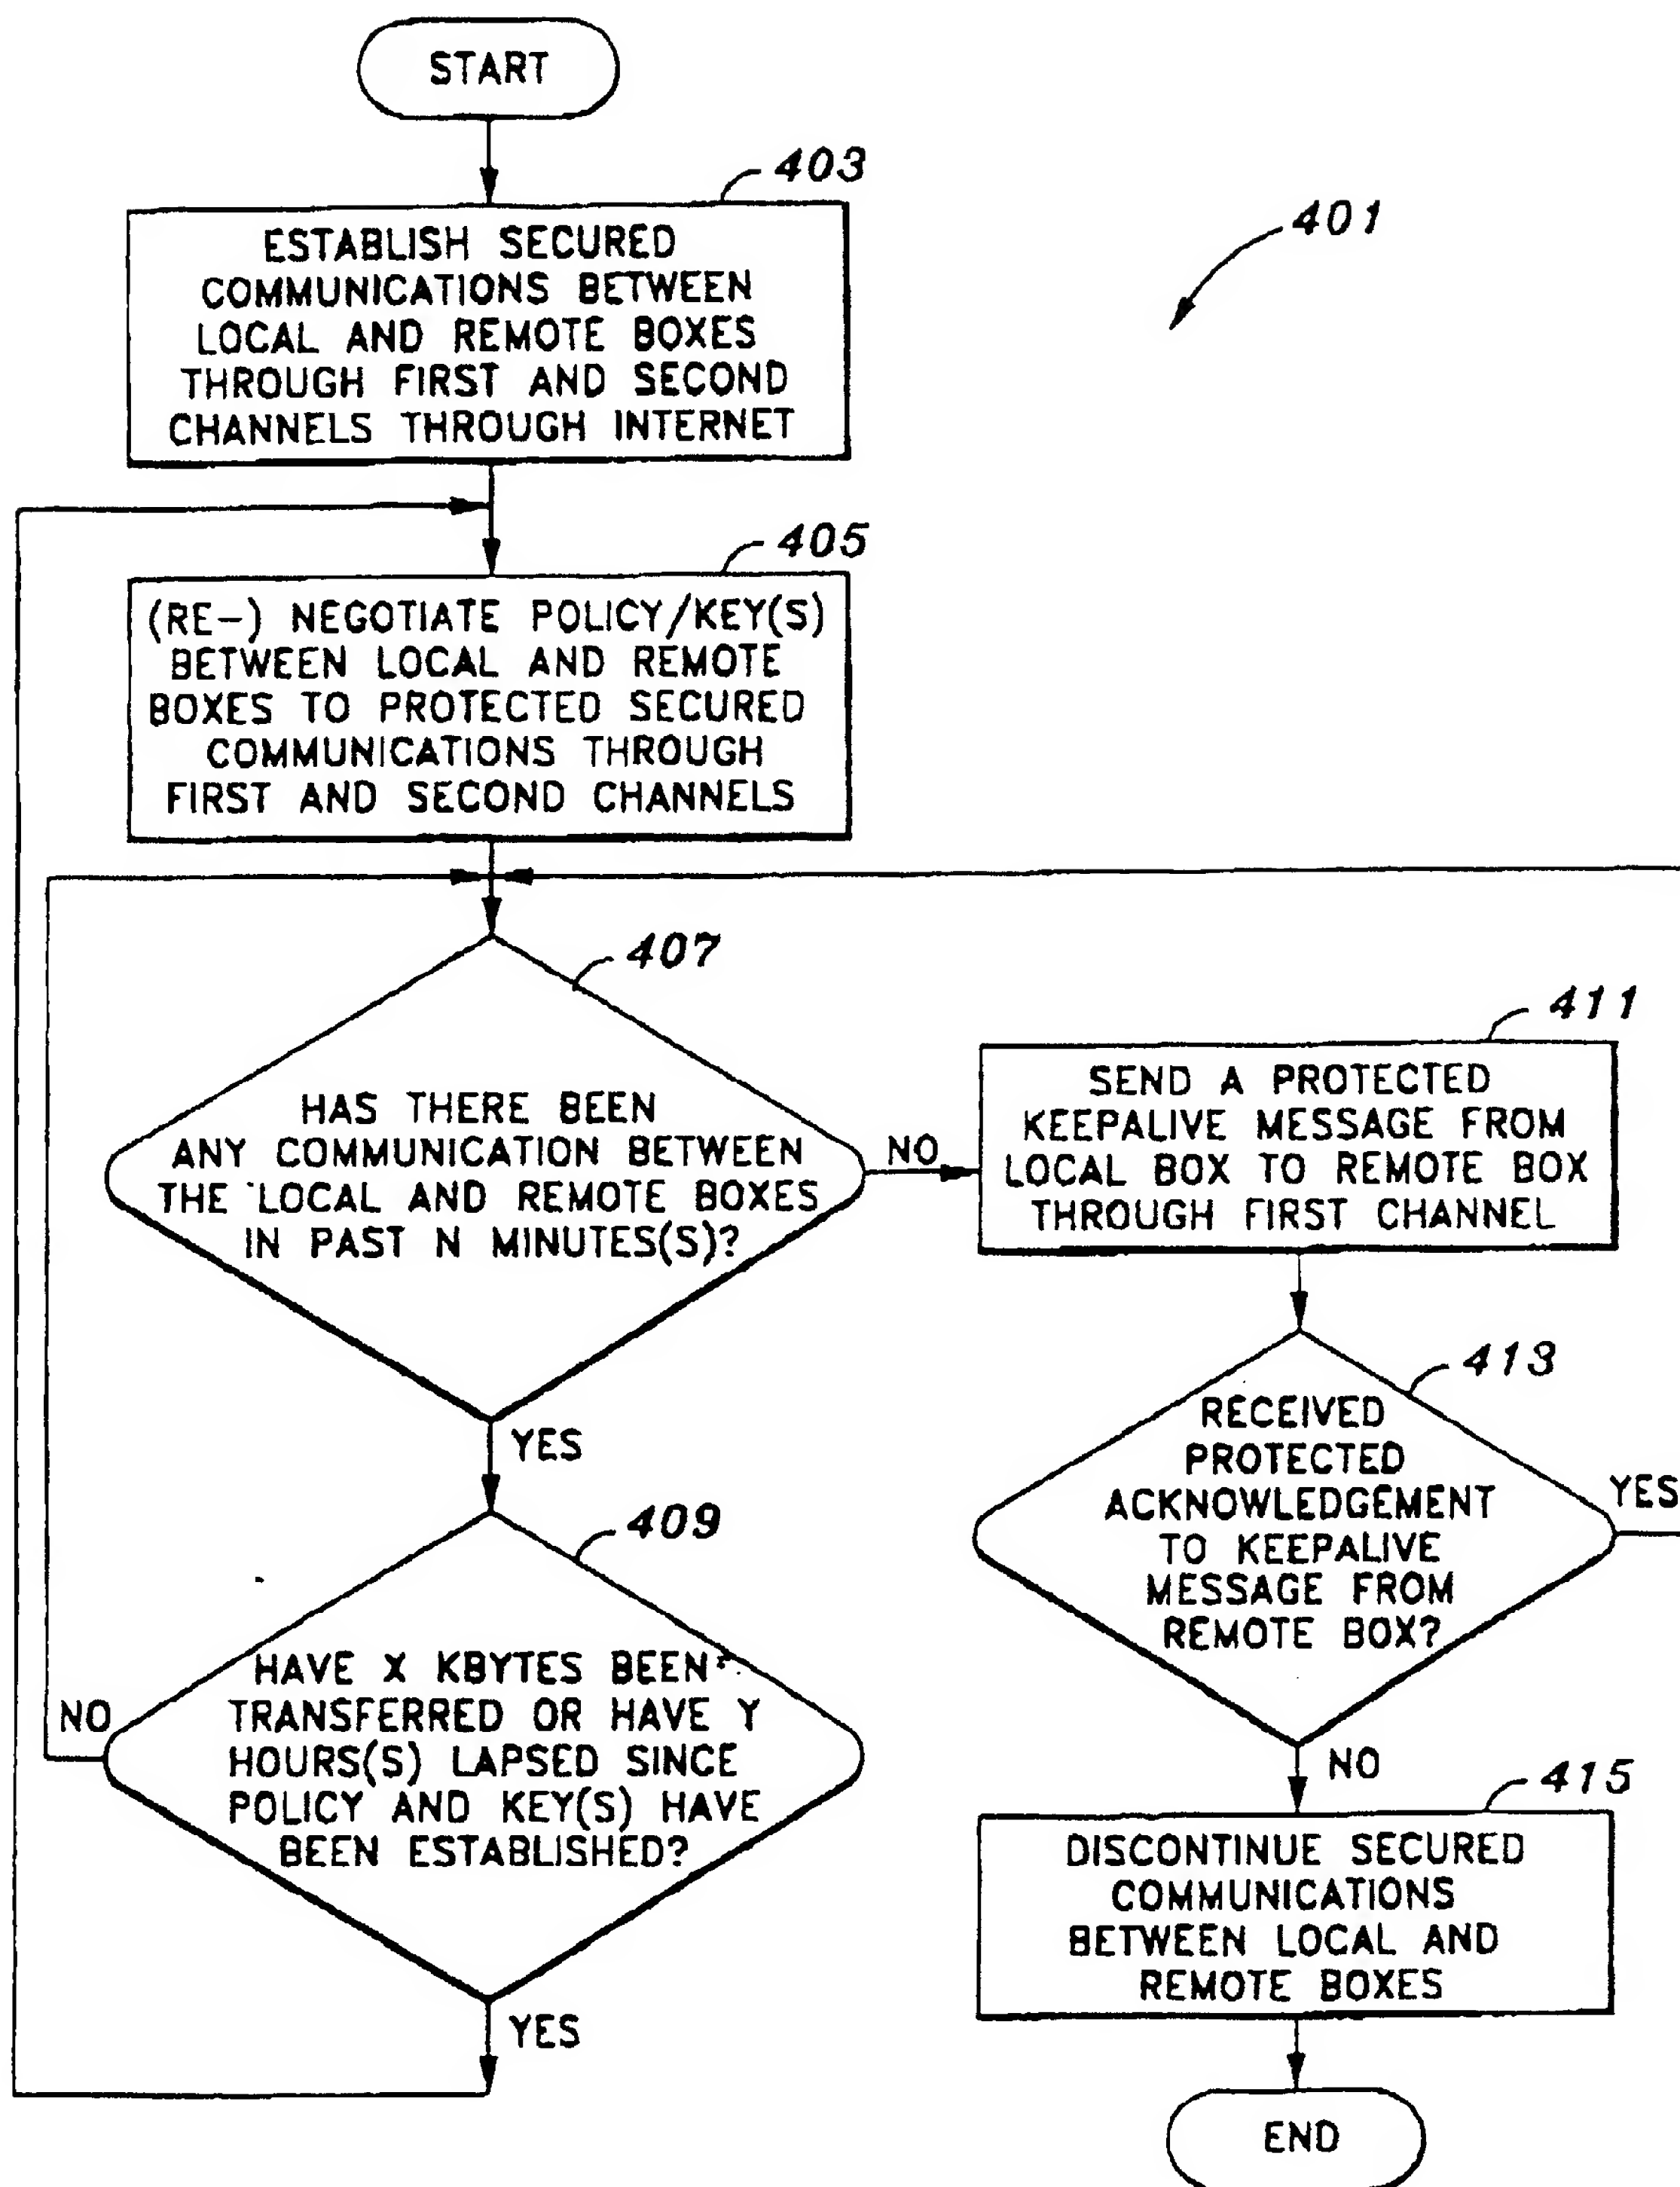 START
403
ESTABLISH SECURED
COMMUNICATIONS BETWEEN
LOCAL AND REMOTE BOXES
THROUGH FIRST AND SECOND
CHANNELS THROUGH INTERNET
401
405
(RE-) NEGOTIATE POLICY/KEY(S)
BETWEEN LOCAL AND REMOTE
BOXES TO PROTECTED SECURED
COMMUNICATIONS THROUGH
FIRST AND SECOND CHANNELS
407
HAS THERE BEEN
ANY COMMUNICATION BETWEEN
THE LOCAL AND REMOTE BOXES
IN PAST N MINUTES(S)?
NO
YES
411
SEND A PROTECTED
KEEPALIVE MESSAGE FROM
LOCAL BOX TO REMOTE BOX
THROUGH FIRST CHANNEL
413
RECEIVED
PROTECTED
ACKNOWLEDGEMENT
TO KEEPALIVE
MESSAGE FROM
REMOTE BOX?
YES
NO
409
HAVE X KBYTES BEEN
TRANSFERRED OR HAVE Y
HOURS(S) LAPSED SINCE
POLICY AND KEY(S) HAVE
BEEN ESTABLISHED?
NO
YES
415
DISCONTINUE SECURED
COMMUNICATIONS
BETWEEN LOCAL AND
REMOTE BOXES
END